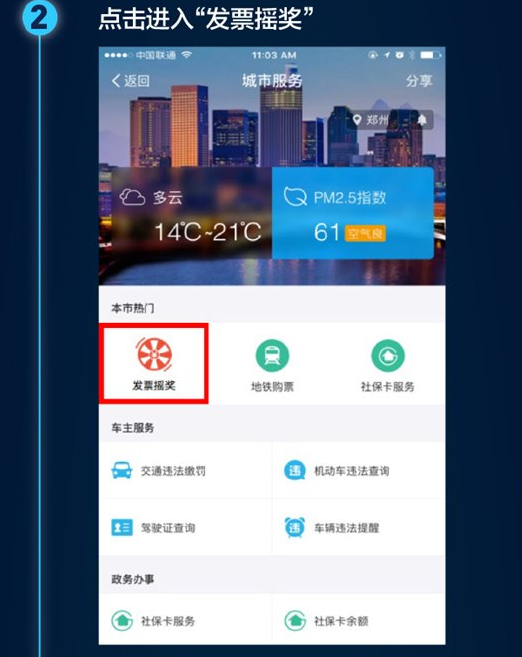 2 点击进入“发票摇奖”
中国联通 11:03 AM
返回 城市服务 分享
郑州
多云 PM2.5指数
14℃~21℃ 61 空气良
本市热门
发票摇奖 地铁购票 社保卡服务
车主服务
交通违法缴罚 违 机动车违法查询
驾驶证查询 违 车辆违法提醒
政务办事
社保卡服务 社保卡余额